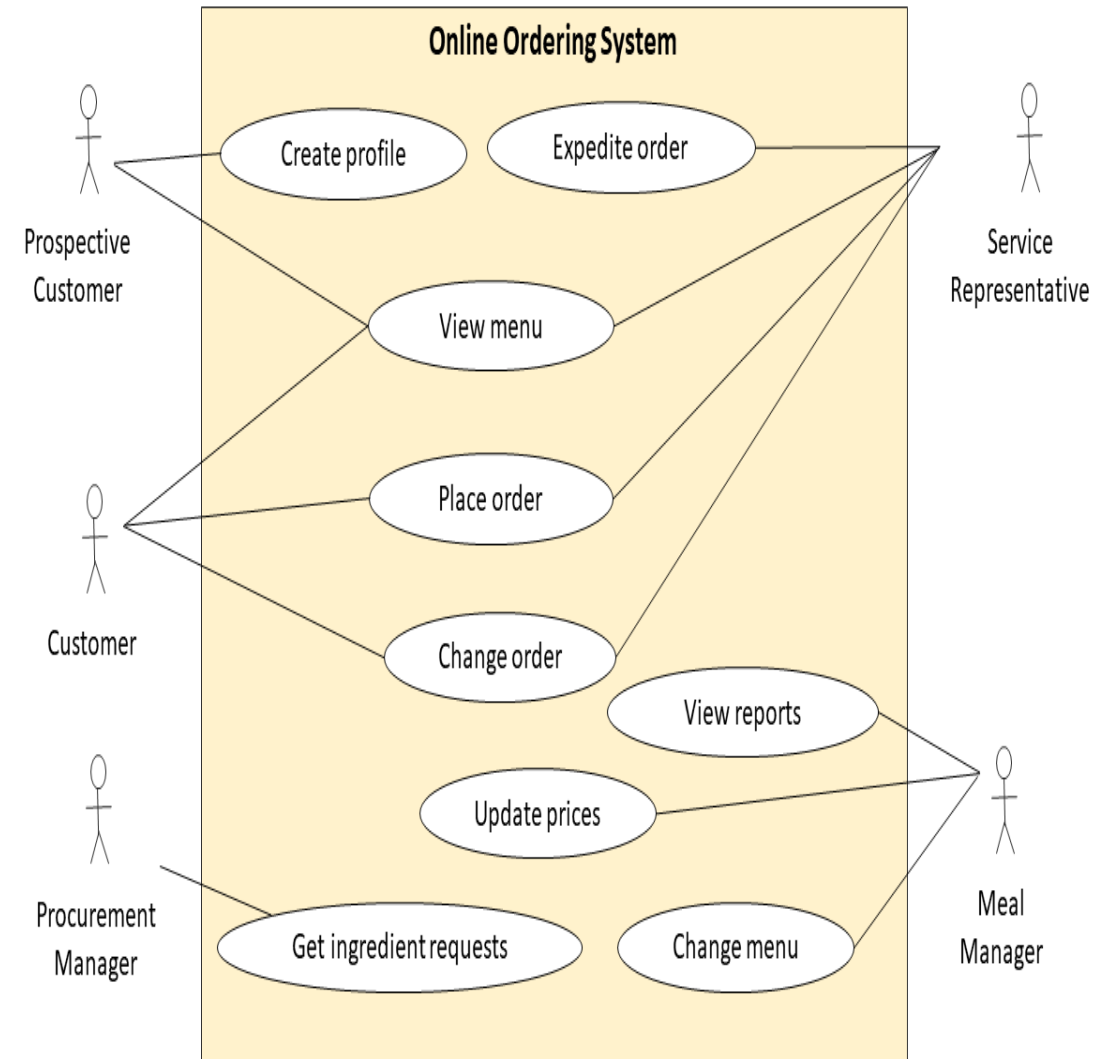 Online Ordering System
Create profile
Expedite order
Prospective
Customer
Service
Representative
View menu
Place order
Customer
Change order
View reports
Update prices
Procurement
Manager
Get ingredient requests
Change menu
Meal
Manager